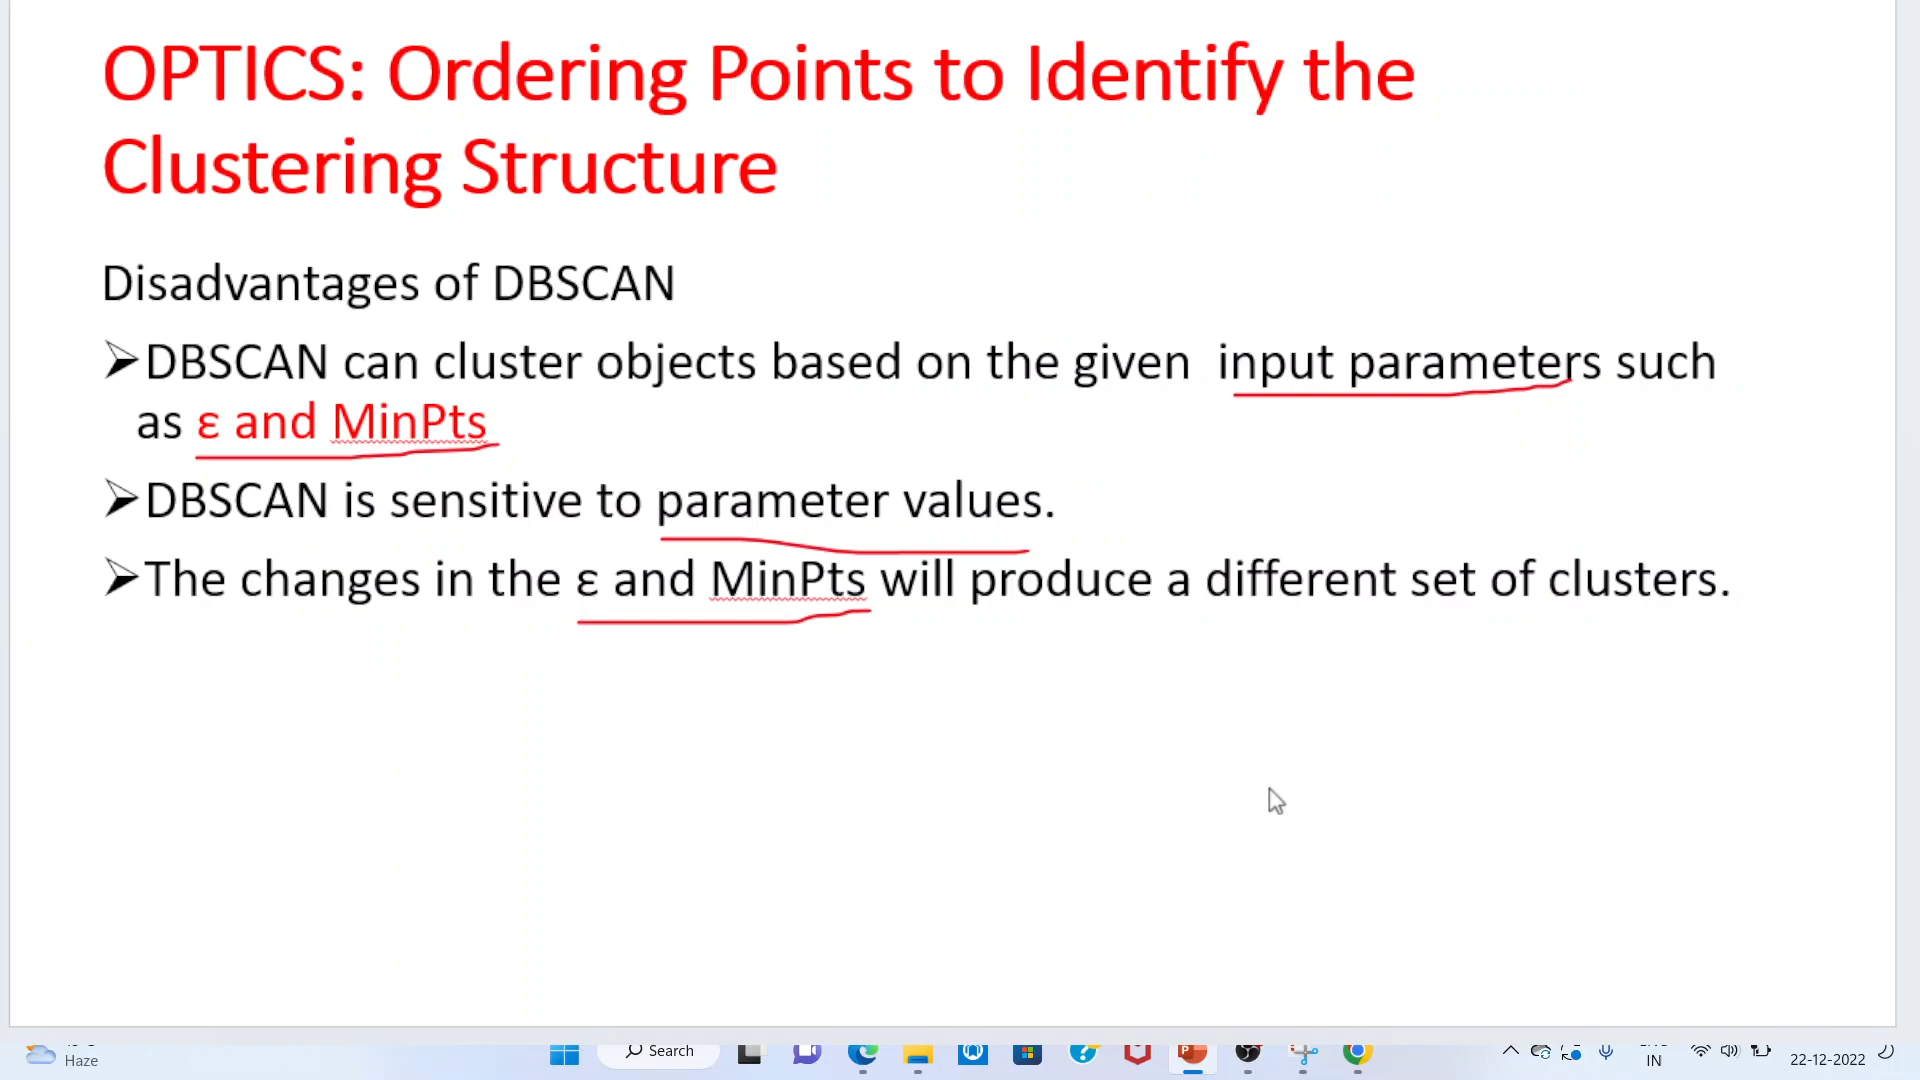 OPTICS: Ordering Points to Identify the
Clustering Structure
Disadvantages of DBSCAN
➢DBSCAN can cluster objects based on the given input parameters such
as ε and MinPts
➢DBSCAN is sensitive to parameter values.
➢The changes in the ε and MinPts will produce a different set of clusters.
Haze
Search
IN
22-12-2022